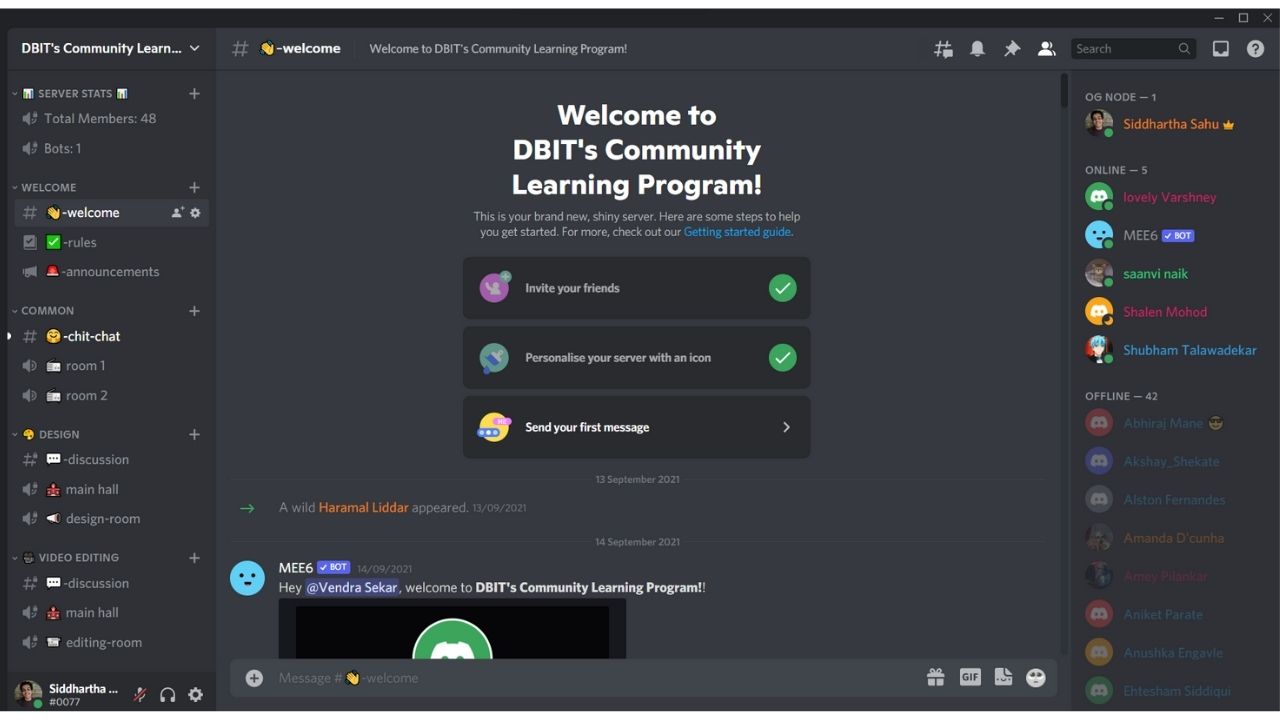 DBIT's Community Learn...
SERVER STATS
Total Members: 48
Bots: 1
WELCOME
-welcome
-rules
-announcements
COMMON
-chit-chat
room 1
room 2
DESIGN
-discussion
main hall
design-room
VIDEO EDITING
-discussion
main hall
editing-room
Siddhartha ...
#0077
-welcome
Welcome to DBIT's Community Learning Program!
Search
Welcome to
DBIT's Community
Learning Program!
This is your brand new, shiny server. Here are some steps to help
you get started. For more, check out our Getting started guide.
Invite your friends
Personalise your server with an icon
Send your first message
13 September 2021
A wild Haramal Liddar appeared. 13/09/2021
14 September 2021
MEE6 BOT 14/09/2021
Hey @Vendra Sekar, welcome to DBIT's Community Learning Program!!
Message # -welcome
GIF
OG NODE — 1
Siddhartha Sahu
ONLINE — 5
lovely Varshney
MEE6 BOT
saanvi naik
Shalen Mohod
Shubham Talawadekar
OFFLINE — 42
Abhiraj Mane
Akshay_Shekate
Alston Fernandes
Amanda D'cunha
Amey Pilankar
Aniket Parate
Anushka Engavle
Ehtesham Siddiqui